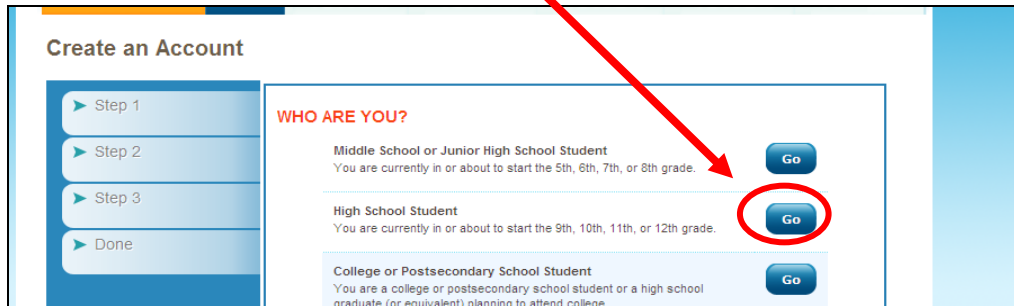 Create an Account
Step 1
Step 2
Step 3
Done
WHO ARE YOU?
Middle School or Junior High School Student
You are currently in or about to start the 5th, 6th, 7th, or 8th grade.
Go
High School Student
You are currently in or about to start the 9th, 10th, 11th, or 12th grade.
Go
College or Postsecondary School Student
You are a college or postsecondary school student or a high school
graduate (or equivalent) planning to attend college
Go